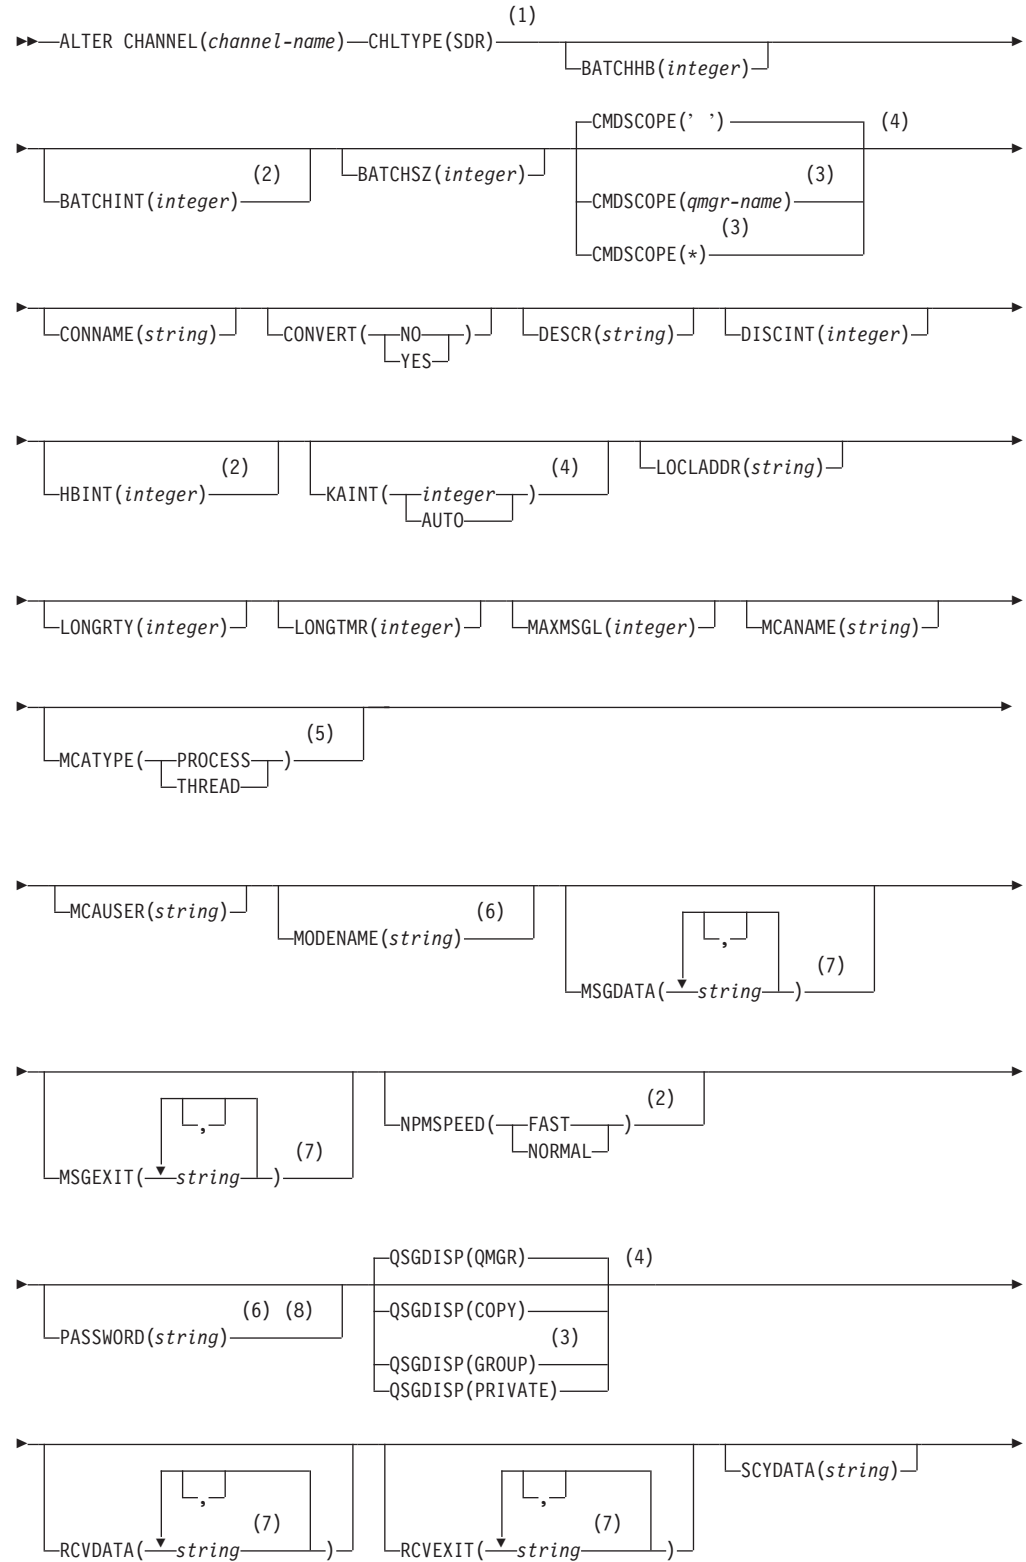 (1)
ALTER CHANNEL(channel-name) CHLTYPE(SDR)
BATCHHB(integer)
CMDSCOPE(’ ’) (4)
(2) BATCHSZ(integer) (3)
BATCHINT(integer) CMDSCOPE(qmgr-name)
(3)
CMDSCOPE(*)
CONNAME(string) CONVERT( NO ) DESCR(string) DISCINT(integer)
YES
(2) (4) LOCLADDR(string)
HBINT(integer) KAINT( integer )
AUTO
LONGRTY(integer) LONGTMR(integer) MAXMSGL(integer) MCANAME(string)
(5)
MCATYPE( PROCESS )
THREAD
MCAUSER(string) (6)
MODENAME(string) ,
(7)
MSGDATA( string )
, (2)
NPMSPEED( FAST )
(7) NORMAL
MSGEXIT( string )
QSGDISP(QMGR) (4)
(6) (8) QSGDISP(COPY)
PASSWORD(string) (3)
QSGDISP(GROUP)
QSGDISP(PRIVATE)
SCYDATA(string)
, ,
(7) (7)
RCVDATA( string ) RCVEXIT( string )